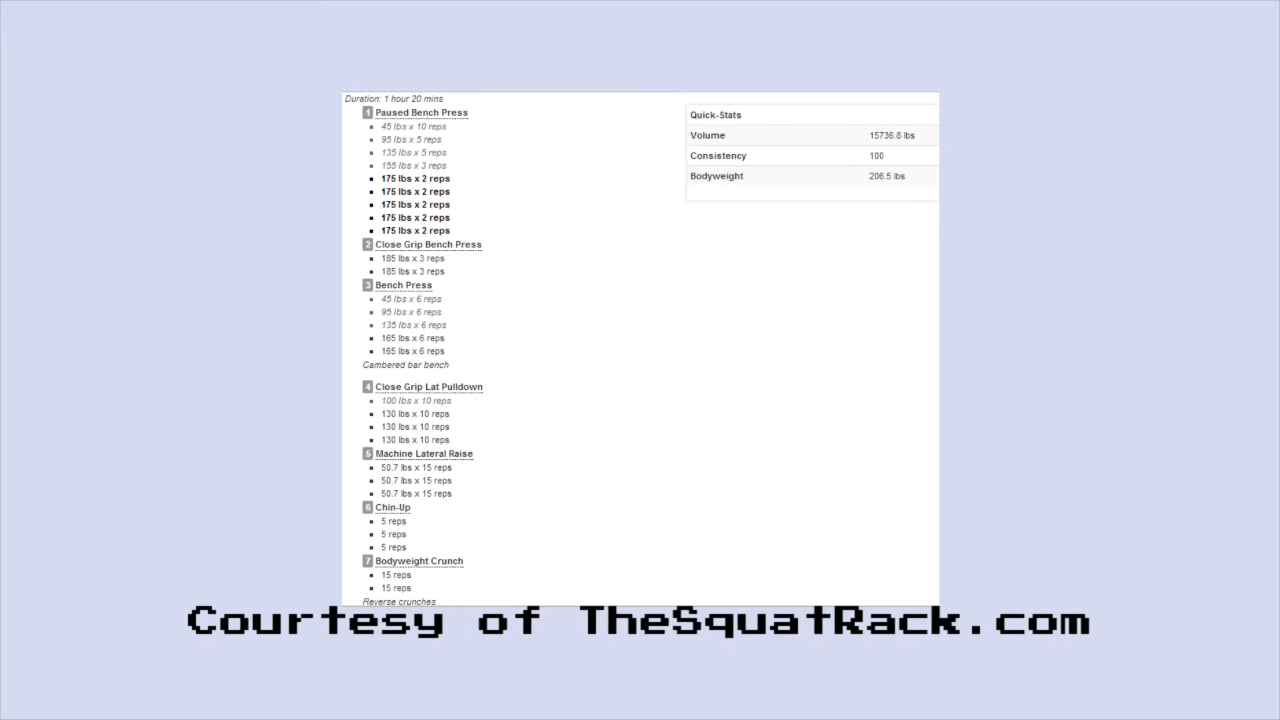 Duration: 1 hour 20 mins
1 Paused Bench Press
45 lbs x 10 reps
95 lbs x 5 reps
135 lbs x 5 reps
155 lbs x 3 reps
175 lbs x 2 reps
175 lbs x 2 reps
175 lbs x 2 reps
175 lbs x 2 reps
175 lbs x 2 reps
2 Close Grip Bench Press
185 lbs x 3 reps
185 lbs x 3 reps
3 Bench Press
45 lbs x 6 reps
95 lbs x 6 reps
135 lbs x 6 reps
165 lbs x 6 reps
165 lbs x 6 reps
Cambered bar bench
4 Close Grip Lat Pulldown
100 lbs x 10 reps
130 lbs x 10 reps
130 lbs x 10 reps
130 lbs x 10 reps
5 Machine Lateral Raise
50.7 lbs x 15 reps
50.7 lbs x 15 reps
50.7 lbs x 15 reps
6 Chin-Up
5 reps
5 reps
5 reps
7 Bodyweight Crunch
15 reps
15 reps
Reverse crunches
Quick-Stats
Volume 15736.8 lbs
Consistency 100
Bodyweight 206.5 lbs
Courtesy of TheSquatRack.com